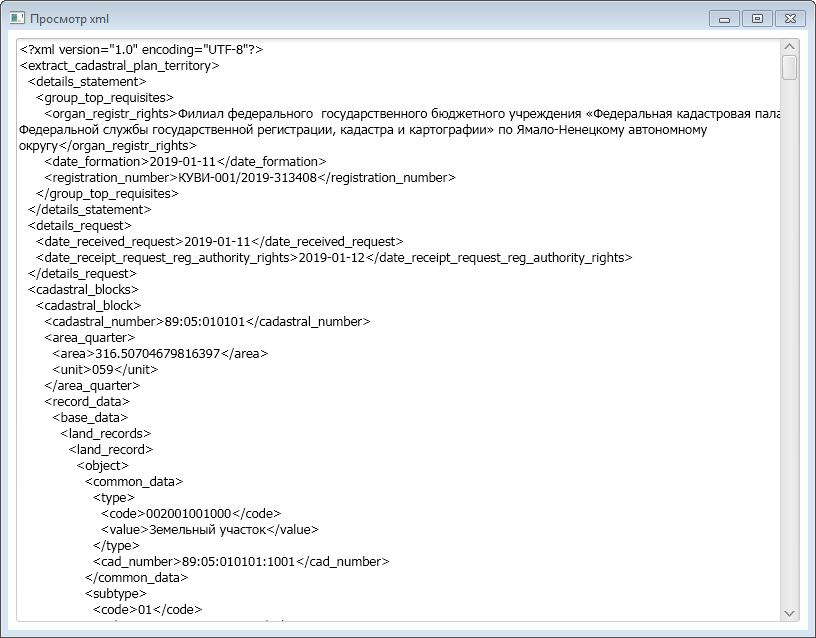 Просмотр xml
<?xml version="1.0" encoding="UTF-8"?>
<extract_cadastral_plan_territory>
<details_statement>
<group_top_requisites>
<organ_registr_rights>Филиал федерального  государственного бюджетного учреждения «Федеральная кадастровая
Федеральной службы государственной регистрации, кадастра и картографии» по Ямало-Ненецкому автономному
округу</organ_registr_rights>
<date_formation>2019-01-11</date_formation>
<registration_number>КУВИ-001/2019-313408</registration_number>
</group_top_requisites>
</details_statement>
<details_request>
<date_received_request>2019-01-11</date_received_request>
<date_receipt_request_reg_authority_rights>2019-01-12</date_receipt_request_reg_authority_rights>
</details_request>
<cadastral_blocks>
<cadastral_block>
<cadastral_number>89:05:010101</cadastral_number>
<area_quarter>
<area>316.50704679816397</area>
<unit>059</unit>
</area_quarter>
<record_data>
<base_data>
<land_records>
<land_record>
<object>
<common_data>
<type>
<code>002001001000</code>
<value>Земельный участок</value>
</type>
<cad_number>89:05:010101:1001</cad_number>
</common_data>
<subtype>
<code>01</code>